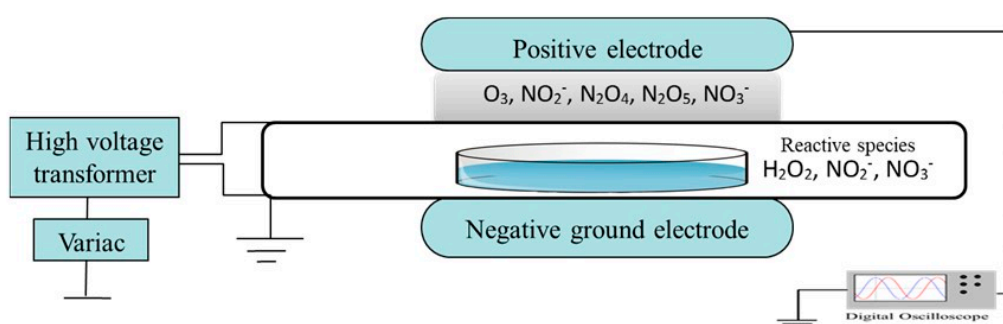 Positive electrode
O₃, NO₂⁻, N₂O₄, N₂O₅, NO₃⁻
High voltage
transformer
Reactive species
H₂O₂, NO₂⁻, NO₃⁻
Variac
Negative ground electrode
Digital Oscilloscope